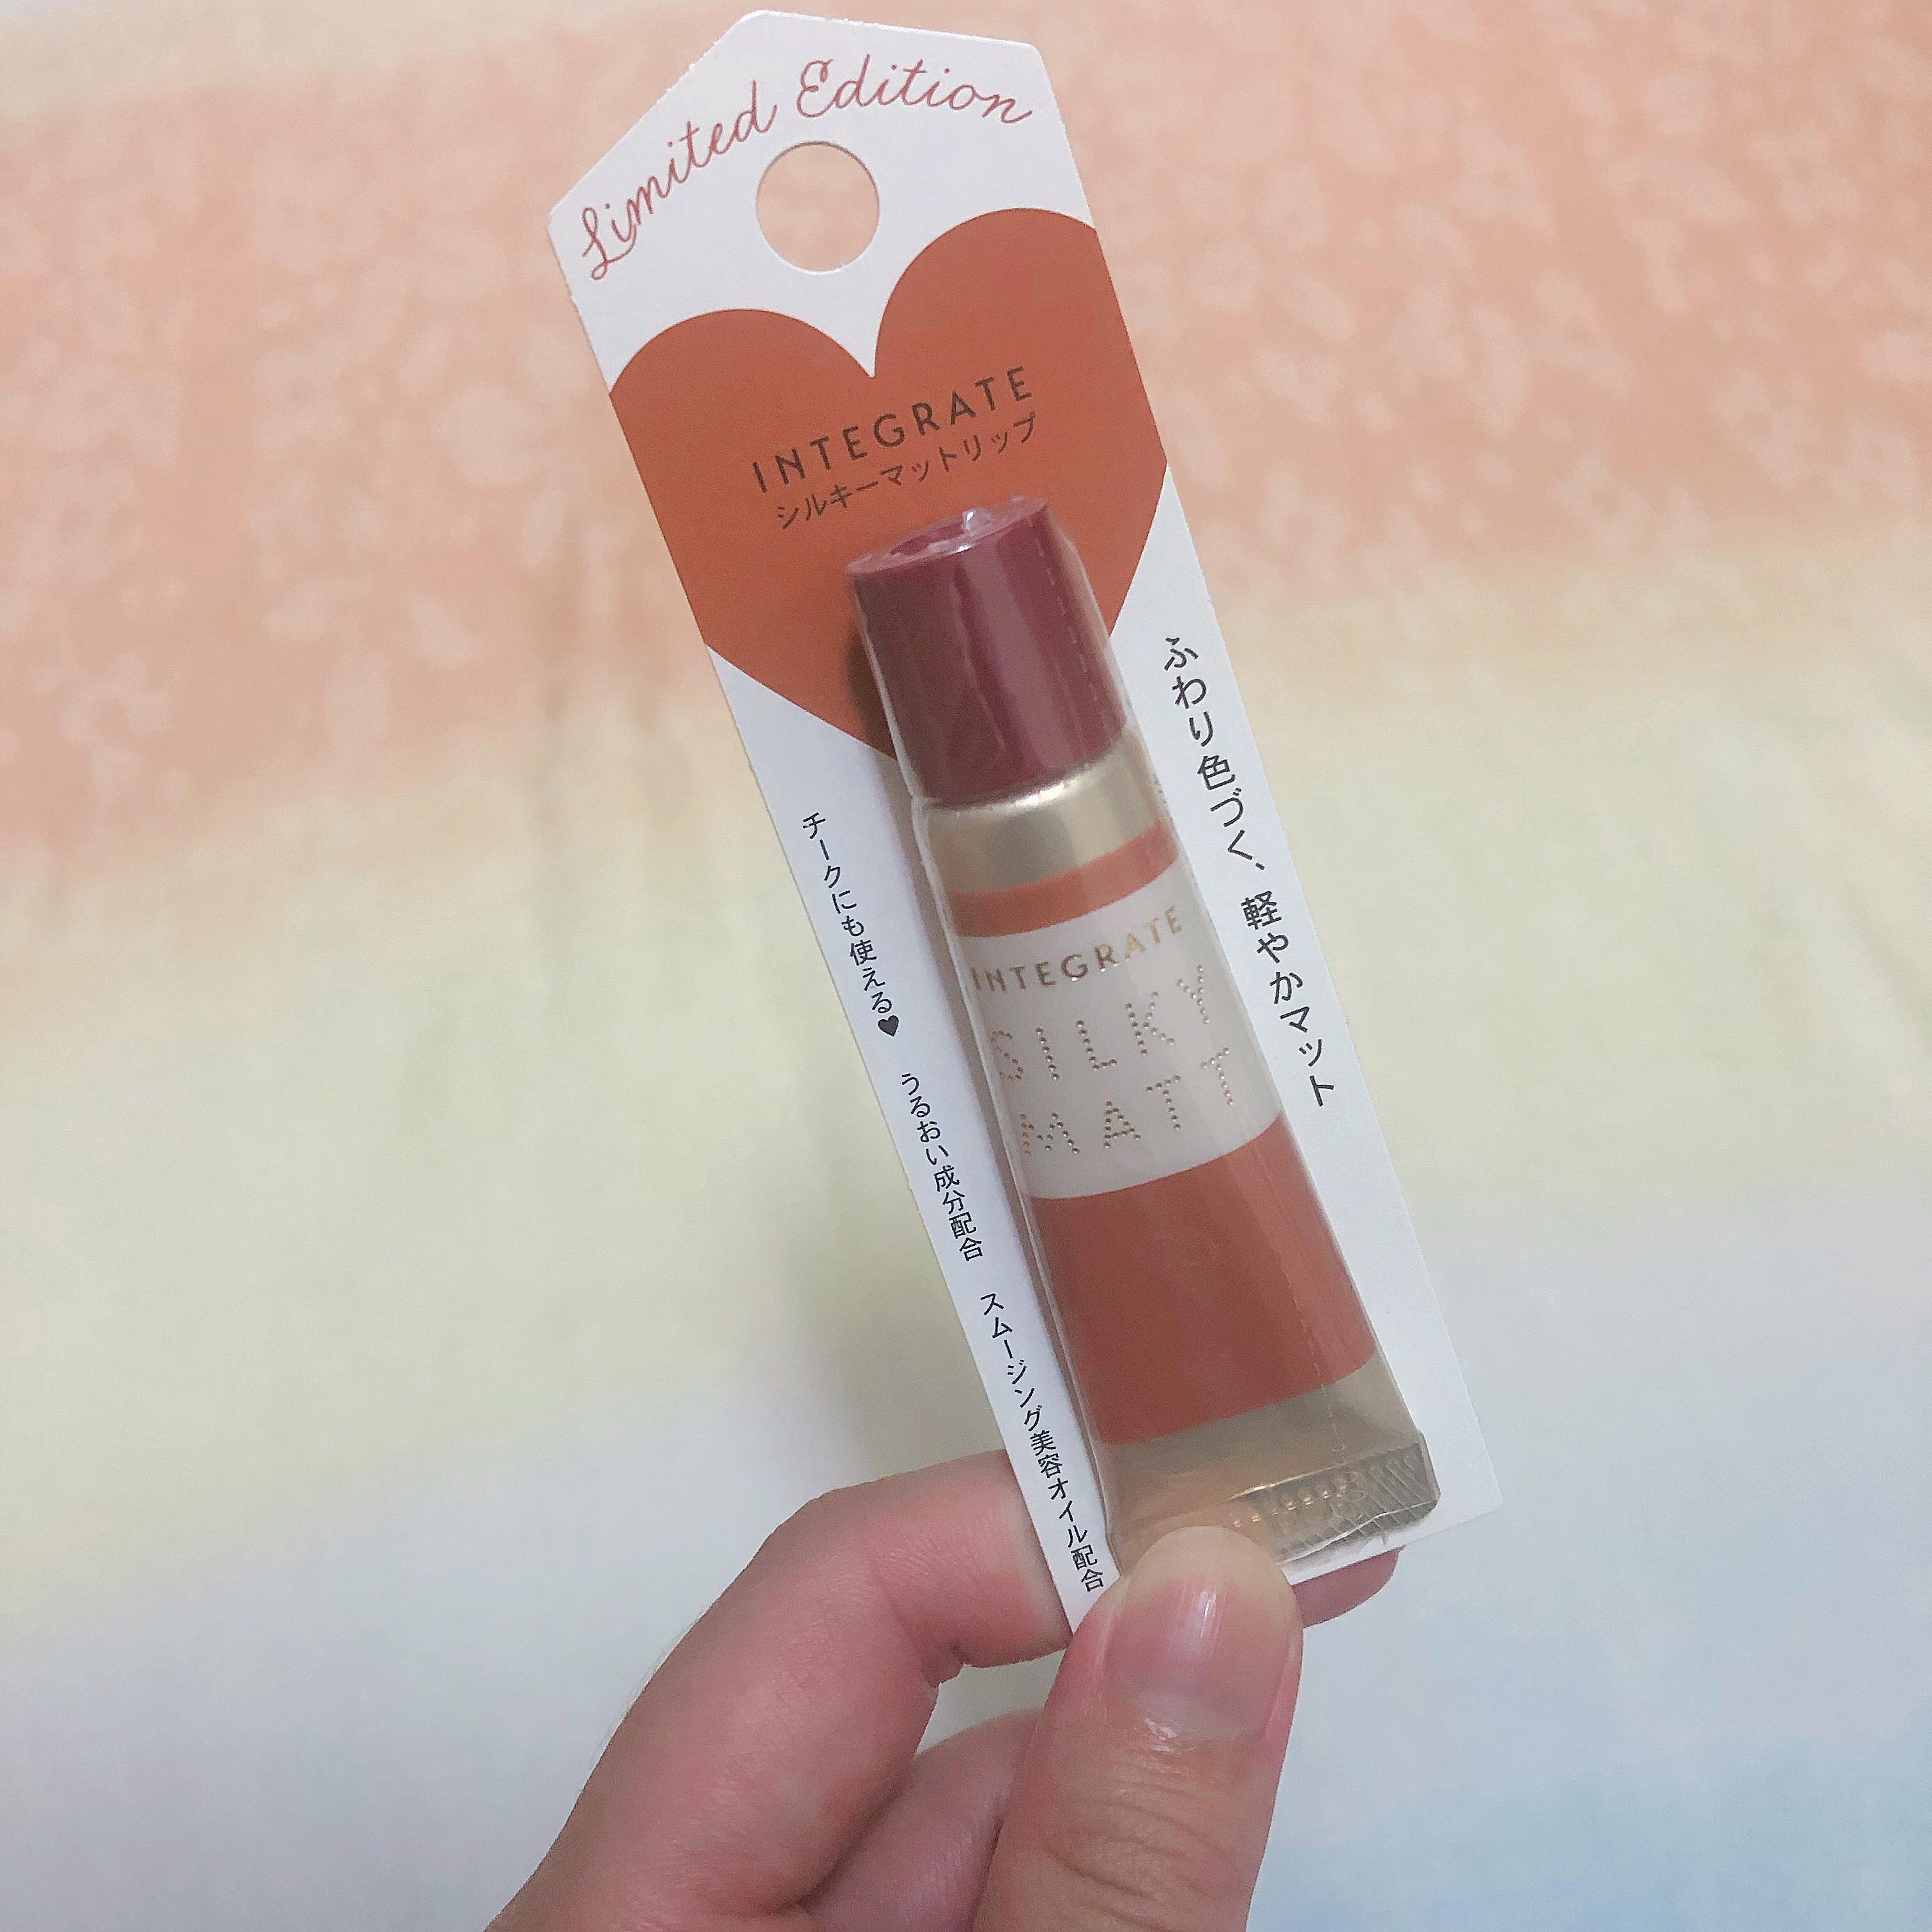 Limited Edition
INTEGRATE
シルキーマットリップ
ふわり色づく、軽やかマット
チークにも使える♥ うるおい成分配合 スムージング美容オイル配合
INTEGRATE
SILKY
MATT